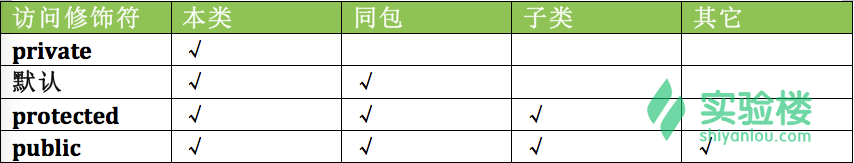 访问修饰符 本类 同包 子类 其它
private √
默认 √ √
protected √ √ √
public √ √ √ √
实验楼
shiyanlou.com